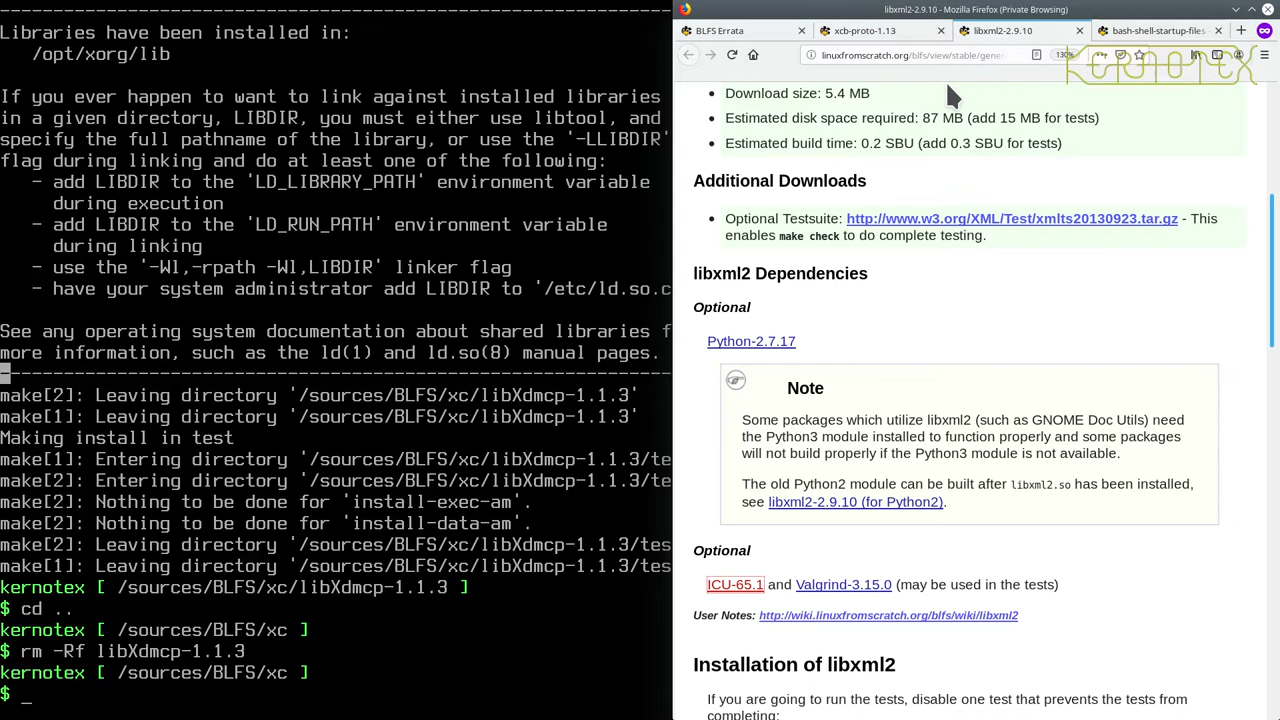 Libraries have been installed in:
/opt/xorg/lib
If you ever happen to want to link against installed libraries
in a given directory, LIBDIR, you must either use libtool, and
specify the full pathname of the library, or use the '-LLIBDIR'
flag during linking and do at least one of the following:
- add LIBDIR to the 'LD_LIBRARY_PATH' environment variable
during execution
- add LIBDIR to the 'LD_RUN_PATH' environment variable
during linking
- use the '-Wl,-rpath -Wl,LIBDIR' linker flag
- have your system administrator add LIBDIR to '/etc/ld.so.c
See any operating system documentation about shared libraries f
more information, such as the ld(1) and ld.so(8) manual pages.
make[2]: Leaving directory '/sources/BLFS/xc/libXdmcp-1.1.3'
make[1]: Leaving directory '/sources/BLFS/xc/libXdmcp-1.1.3'
Making install in test
make[1]: Entering directory '/sources/BLFS/xc/libXdmcp-1.1.3/te
make[2]: Entering directory '/sources/BLFS/xc/libXdmcp-1.1.3/te
make[2]: Nothing to be done for 'install-exec-am'.
make[2]: Nothing to be done for 'install-data-am'.
make[2]: Leaving directory '/sources/BLFS/xc/libXdmcp-1.1.3/tes
make[1]: Leaving directory '/sources/BLFS/xc/libXdmcp-1.1.3/tes
kernotex [ /sources/BLFS/xc/libXdmcp-1.1.3 ]
$ cd ..
kernotex [ /sources/BLFS/xc ]
$ rm -Rf libXdmcp-1.1.3
kernotex [ /sources/BLFS/xc ]
$ _
libxml2-2.9.10 - Mozilla Firefox (Private Browsing)
BLFS Errata
xcb-proto-1.13
libxml2-2.9.10
bash-shell-startup-files
linuxfromscratch.org/blfs/view/stable/gener
130%
KERNOTEX
Download size: 5.4 MB
Estimated disk space required: 87 MB (add 15 MB for tests)
Estimated build time: 0.2 SBU (add 0.3 SBU for tests)
Additional Downloads
Optional Testsuite: http://www.w3.org/XML/Test/xmlts20130923.tar.gz - This
enables make check to do complete testing.
libxml2 Dependencies
Optional
Python-2.7.17
Note
Some packages which utilize libxml2 (such as GNOME Doc Utils) need
the Python3 module installed to function properly and some packages
will not build properly if the Python3 module is not available.
The old Python2 module can be built after libxml2.so has been installed,
see libxml2-2.9.10 (for Python2).
Optional
ICU-65.1 and Valgrind-3.15.0 (may be used in the tests)
User Notes: http://wiki.linuxfromscratch.org/blfs/wiki/libxml2
Installation of libxml2
If you are going to run the tests, disable one test that prevents the tests from
completing: